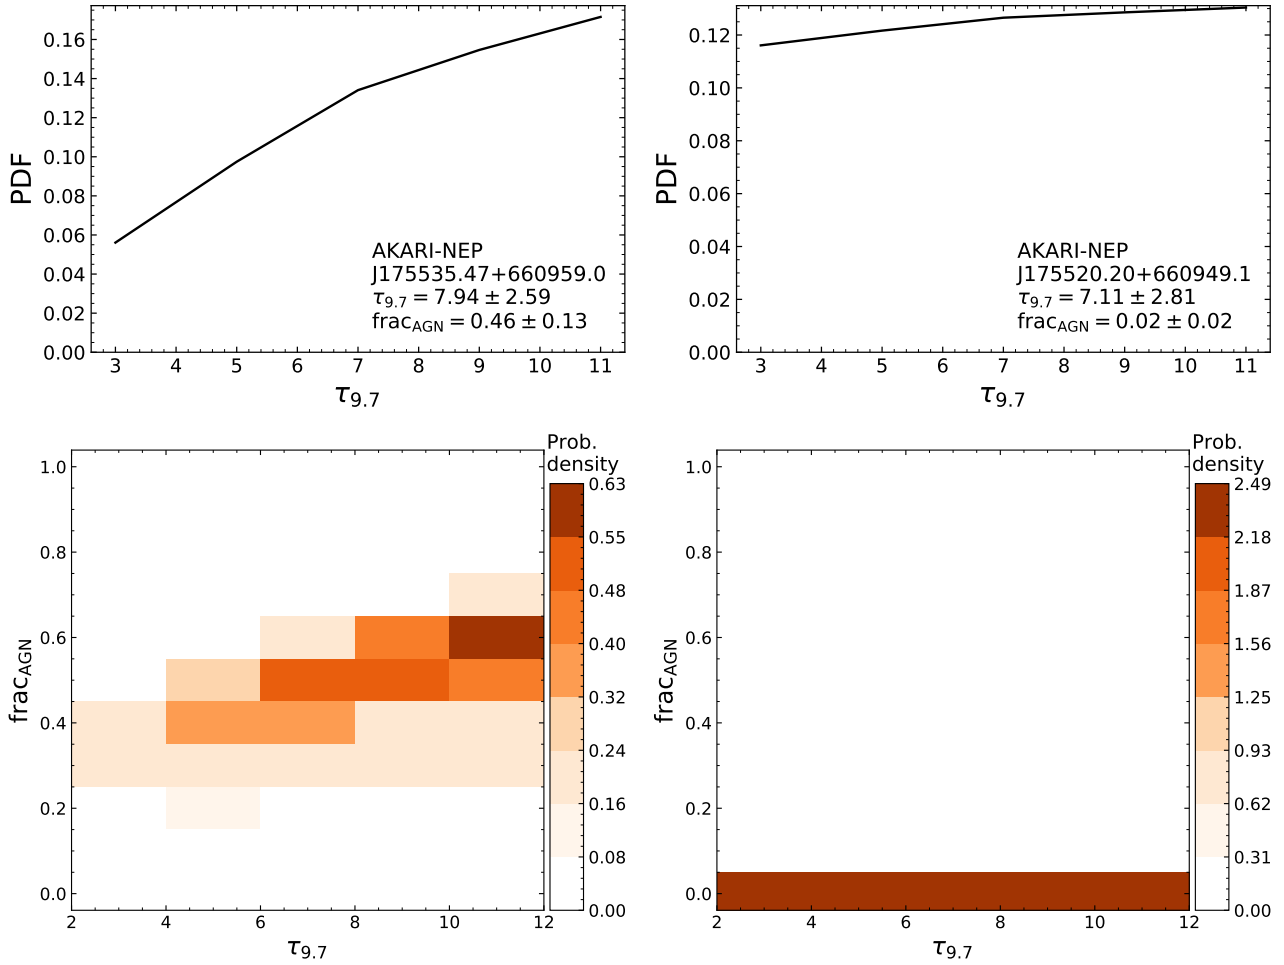 0.16
0.14
0.12
0.10
0.08
0.06
0.04
0.02
0.00
PDF
AKARI-NEP
J175535.47+660959.0
τ9.7 = 7.94 ± 2.59
fracAGN = 0.46 ± 0.13
3 4 5 6 7 8 9 10 11
τ9.7
0.12
0.10
0.08
0.06
0.04
0.02
0.00
PDF
AKARI-NEP
J175520.20+660949.1
τ9.7 = 7.11 ± 2.81
fracAGN = 0.02 ± 0.02
3 4 5 6 7 8 9 10 11
τ9.7
1.0
0.8
0.6
0.4
0.2
0.0
fracAGN
2 4 6 8 10 12
τ9.7
Prob.
density
0.63
0.55
0.48
0.40
0.32
0.24
0.16
0.08
0.00
1.0
0.8
0.6
0.4
0.2
0.0
fracAGN
2 4 6 8 10 12
τ9.7
Prob.
density
2.49
2.18
1.87
1.56
1.25
0.93
0.62
0.31
0.00